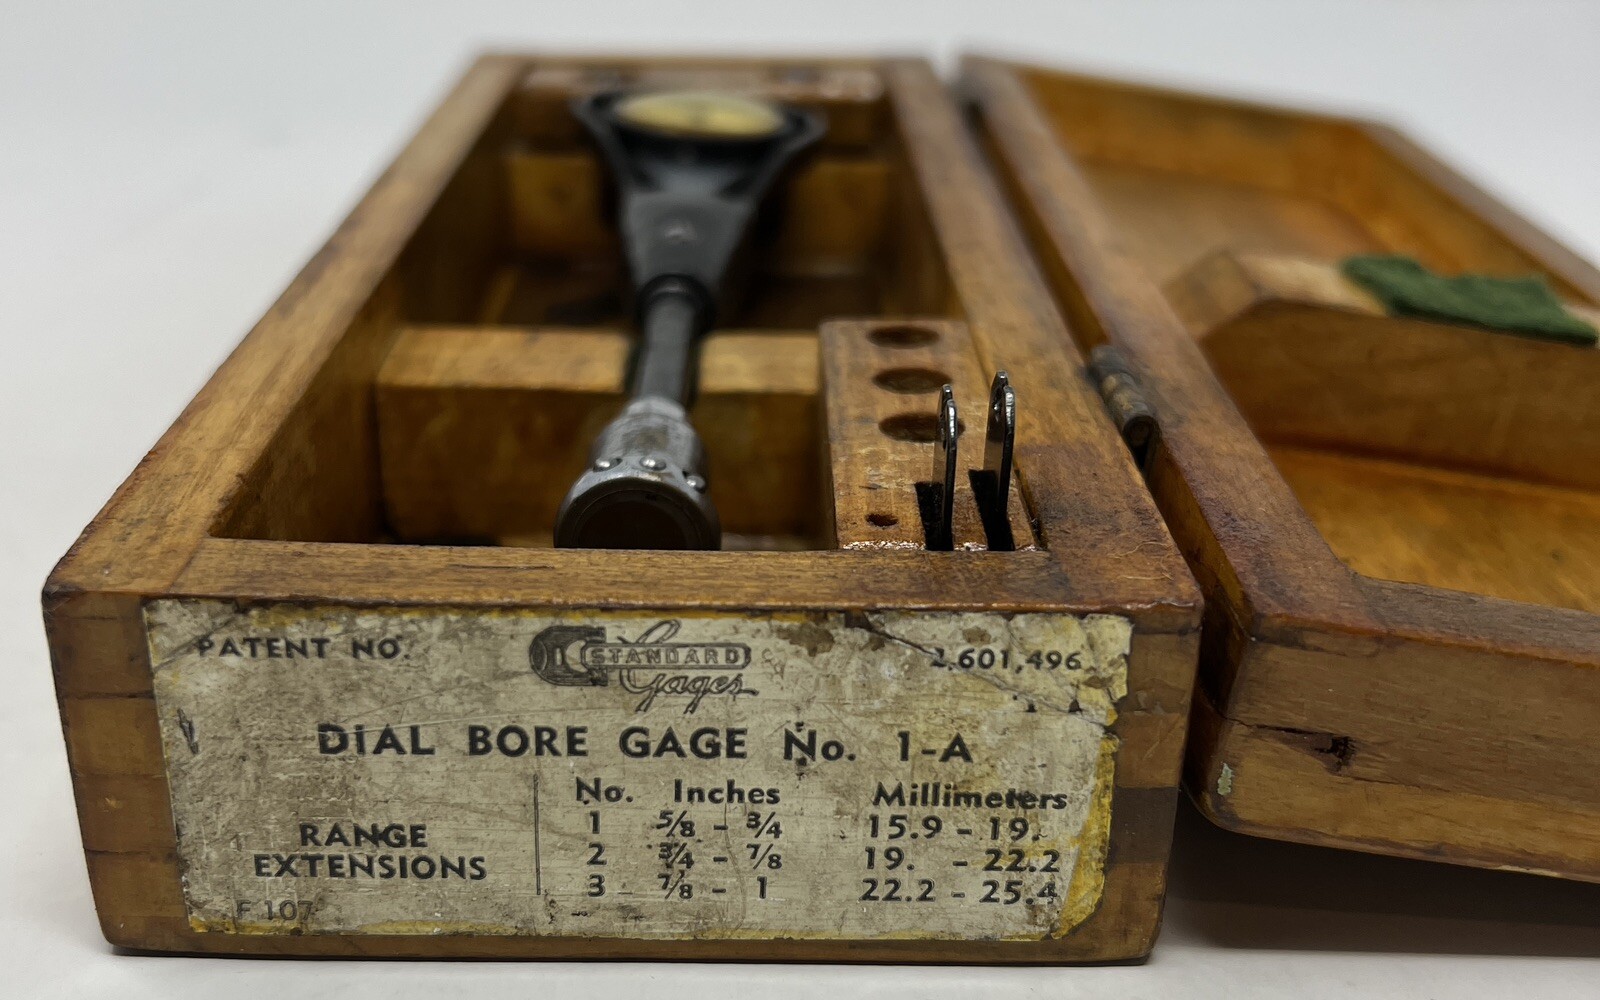 PATENT NO. STANDARD Gages 2,601,496
DIAL BORE GAGE No. 1-A
No. Inches Millimeters
RANGE EXTENSIONS
1 5/8 - 3/4 15.9 - 19.
2 3/4 - 7/8 19. - 22.2
3 7/8 - 1 22.2 - 25.4
F 107